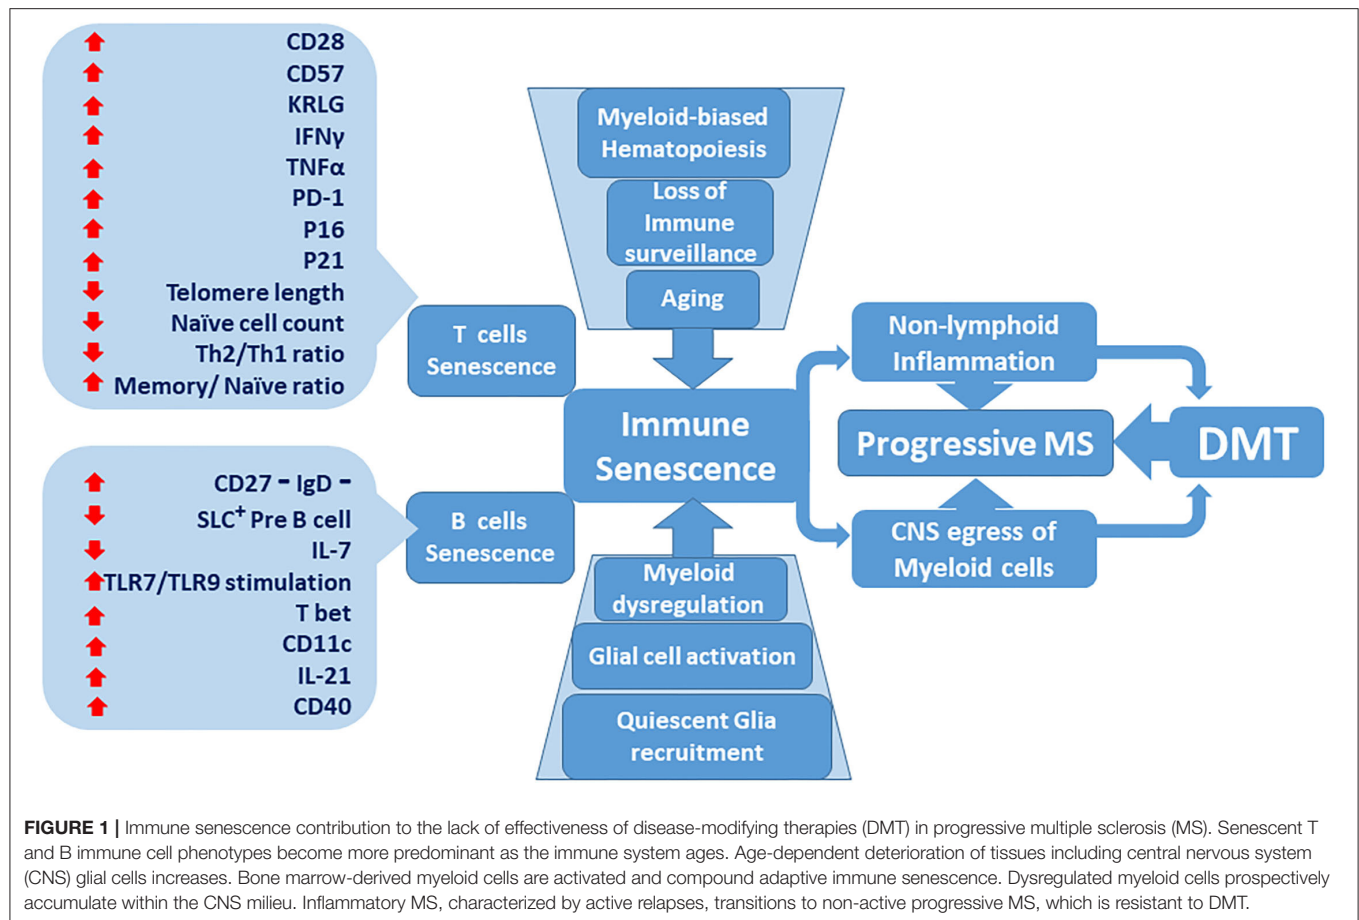 CD28
CD57
KRLG
IFNγ
TNFα
PD-1
P16
P21
Telomere length
Naïve cell count
Th2/Th1 ratio
Memory/ Naïve ratio
T cells
Senescence
CD27 - IgD -
SLC+ Pre B cell
IL-7
TLR7/TLR9 stimulation
T bet
CD11c
IL-21
CD40
B cells
Senescence
Myeloid-biased
Hematopoiesis
Loss of
Immune
surveillance
Aging
Immune
Senescence
Myeloid
dysregulation
Glial cell activation
Quiescent Glia
recruitment
Non-lymphoid
Inflammation
Progressive MS
CNS egress of
Myeloid cells
DMT
FIGURE 1 | Immune senescence contribution to the lack of effectiveness of disease-modifying therapies (DMT) in progressive multiple sclerosis (MS). Senescent T
and B immune cell phenotypes become more predominant as the immune system ages. Age-dependent deterioration of tissues including central nervous system
(CNS) glial cells increases. Bone marrow-derived myeloid cells are activated and compound adaptive immune senescence. Dysregulated myeloid cells prospectively
accumulate within the CNS milieu. Inflammatory MS, characterized by active relapses, transitions to non-active progressive MS, which is resistant to DMT.